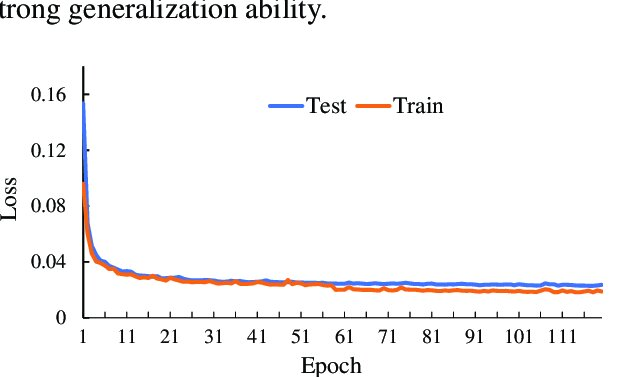 trong generalization ability.
Test Train
0.16
0.12
0.08
0.04
0
Loss
1 11 21 31 41 51 61 71 81 91 101 111
Epoch